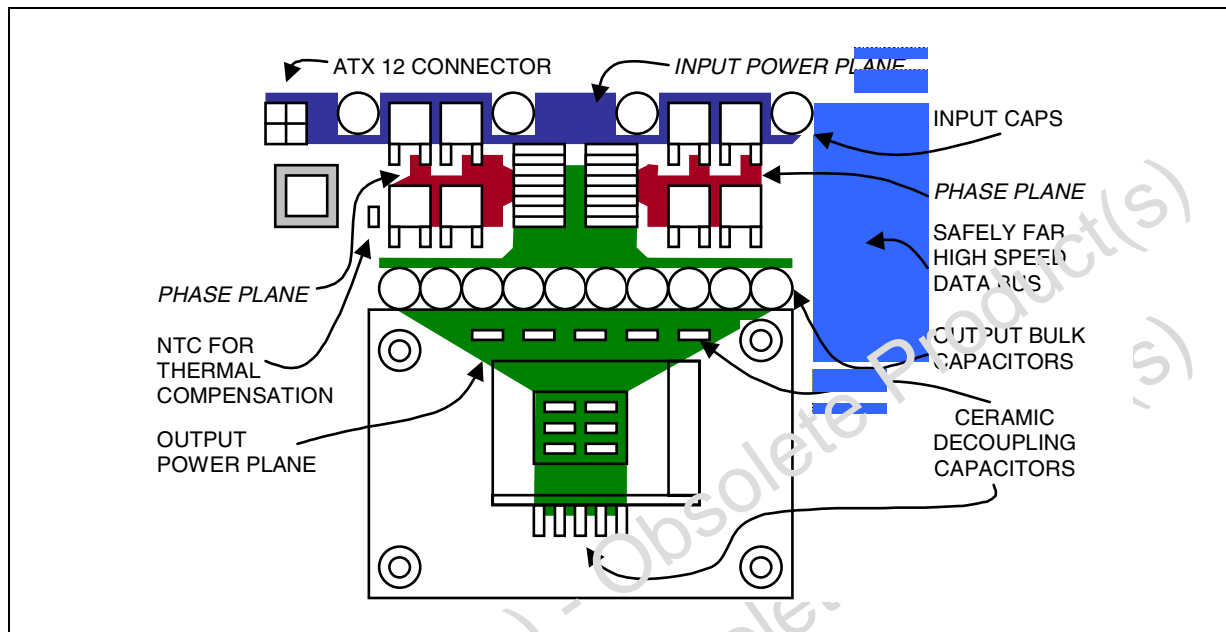 ATX 12 CONNECTOR
INPUT POWER PLANE
INPUT CAPS
PHASE PLANE
SAFELY FAR
HIGH SPEED
DATA BUS
PHASE PLANE
NTC FOR
THERMAL
COMPENSATION
OUTPUT
POWER PLANE
OUTPUT BULK
CAPACITORS
CERAMIC
DECOUPLING
CAPACITORS
) - Obsolete Product(s)
solete
s)